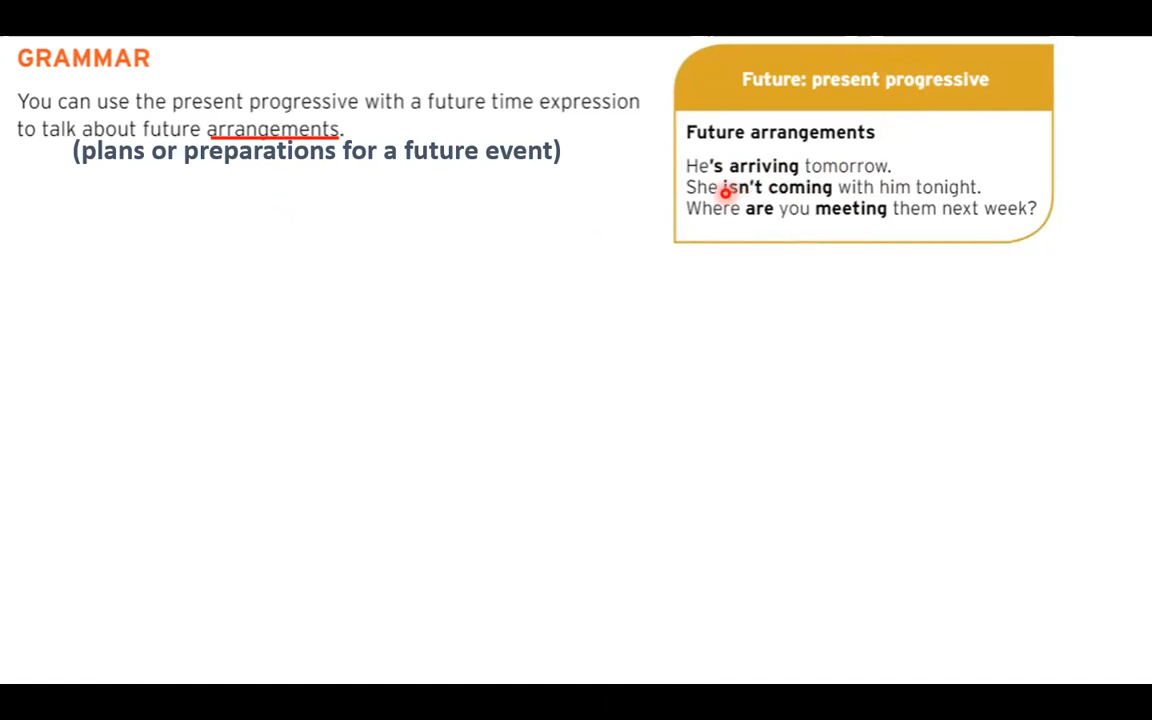 GRAMMAR
You can use the present progressive with a future time expression
to talk about future arrangements.
(plans or preparations for a future event)
Future: present progressive
Future arrangements
He's arriving tomorrow.
She isn't coming with him tonight.
Where are you meeting them next week?